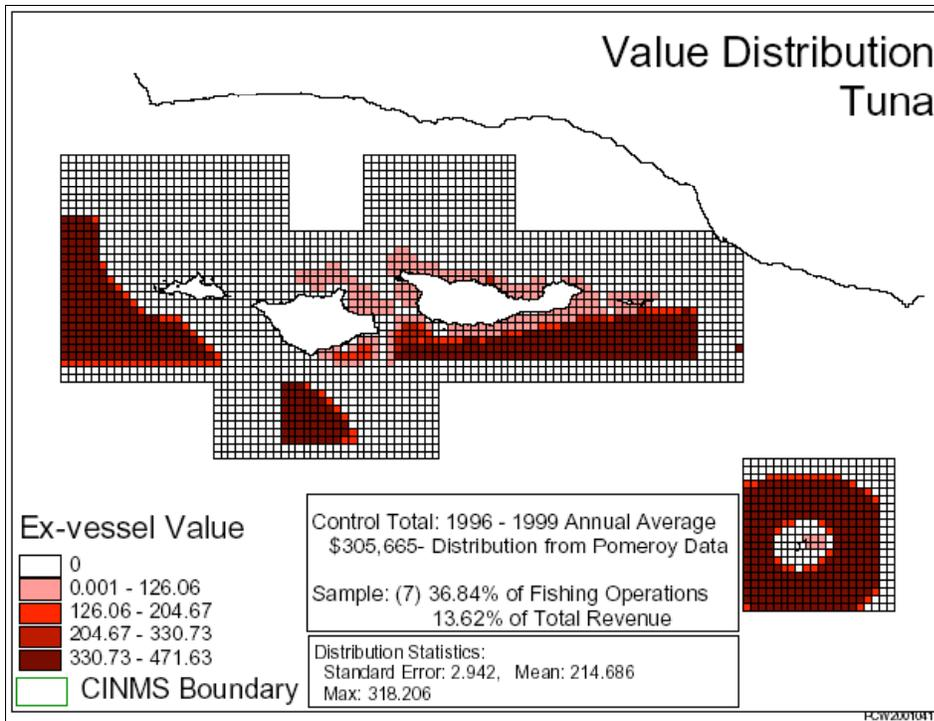 Value Distribution
Tuna
Ex-vessel Value
0
0.001 - 126.06
126.06 - 204.67
204.67 - 330.73
330.73 - 471.63
CINMS Boundary
Control Total: 1996 - 1999 Annual Average
$305,665- Distribution from Pomeroy Data
Sample: (7) 36.84% of Fishing Operations
13.62% of Total Revenue
Distribution Statistics:
Standard Error: 2.942, Mean: 214.686
Max: 318.206